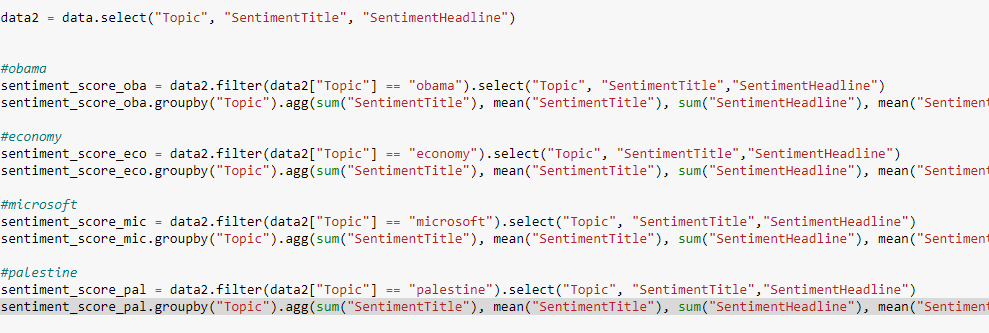 data2 = data.select("Topic", "SentimentTitle", "SentimentHeadline")
#obama
sentiment_score_oba = data2.filter(data2["Topic"] == "obama").select("Topic", "SentimentTitle","SentimentHeadline")
sentiment_score_oba.groupby("Topic").agg(sum("SentimentTitle"), mean("SentimentTitle"), sum("SentimentHeadline"), mean("Sentiment
#economy
sentiment_score_eco = data2.filter(data2["Topic"] == "economy").select("Topic", "SentimentTitle","SentimentHeadline")
sentiment_score_eco.groupby("Topic").agg(sum("SentimentTitle"), mean("SentimentTitle"), sum("SentimentHeadline"), mean("Sentiment
#microsoft
sentiment_score_mic = data2.filter(data2["Topic"] == "microsoft").select("Topic", "SentimentTitle","SentimentHeadline")
sentiment_score_mic.groupby("Topic").agg(sum("SentimentTitle"), mean("SentimentTitle"), sum("SentimentHeadline"), mean("Sentiment
#palestine
sentiment_score_pal = data2.filter(data2["Topic"] == "palestine").select("Topic", "SentimentTitle","SentimentHeadline")
sentiment_score_pal.groupby("Topic").agg(sum("SentimentTitle"), mean("SentimentTitle"), sum("SentimentHeadline"), mean("Sentiment